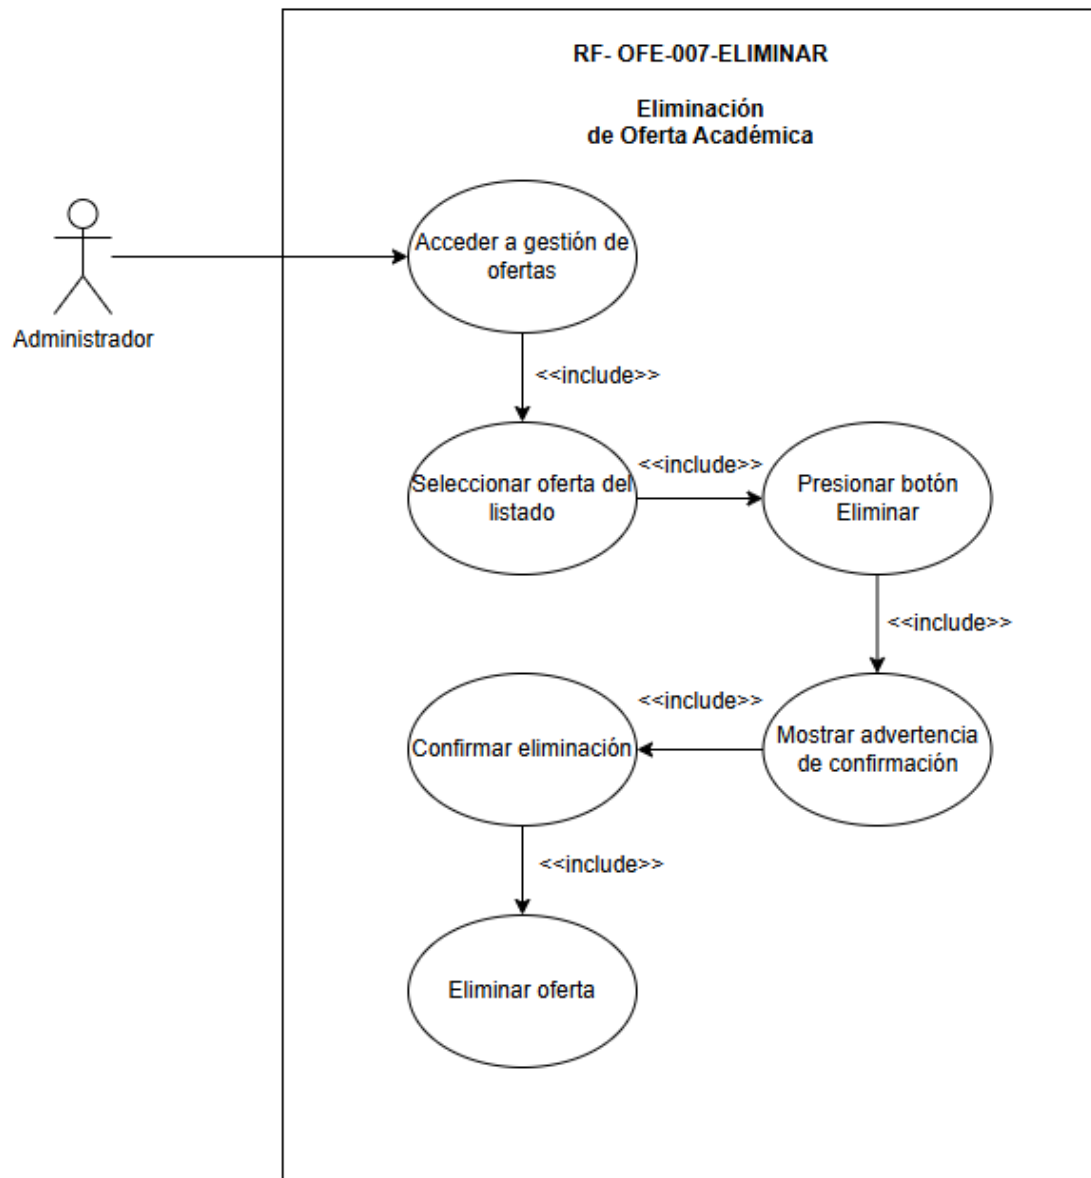 RF- OFE-007-ELIMINAR
Eliminación
de Oferta Académica
Acceder a gestión de
ofertas
Administrador
<<include>>
Seleccionar oferta del
listado
<<include>>
Presionar botón
Eliminar
<<include>>
Mostrar advertencia
de confirmación
<<include>>
Confirmar eliminación
<<include>>
Eliminar oferta